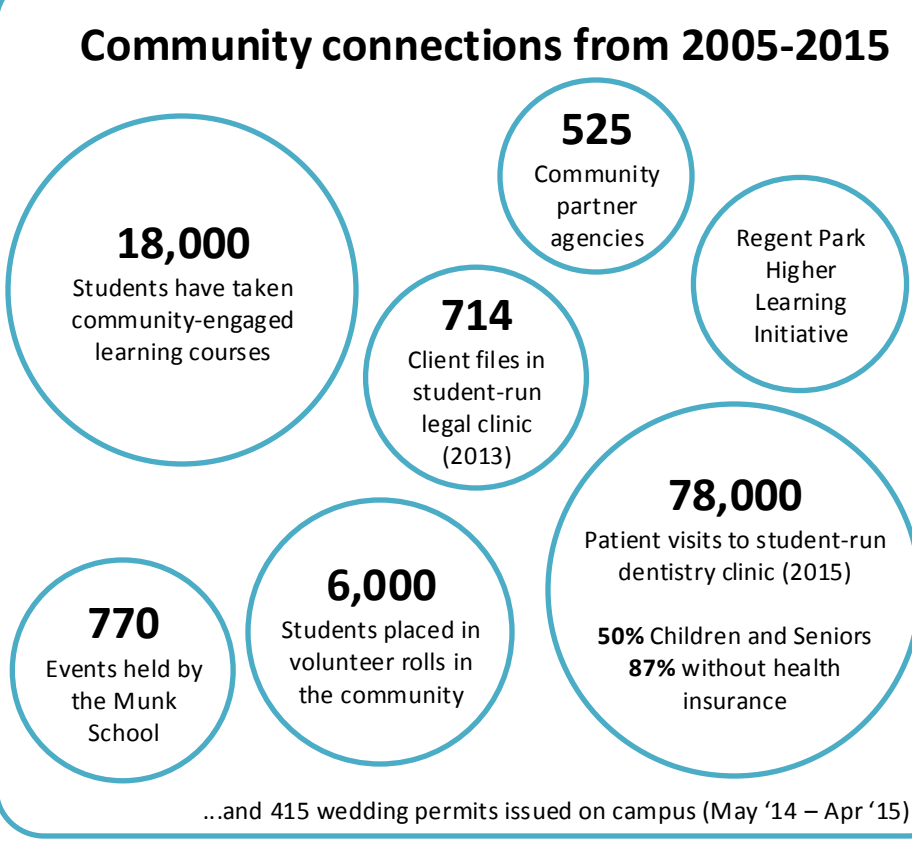 Community connections from 2005-2015
525
Community
partner
agencies
18,000
Students have taken
community-engaged
learning courses
Regent Park
Higher
Learning
Initiative
714
Client files in
student-run
legal clinic
(2013)
78,000
Patient visits to student-run
dentistry clinic (2015)
50% Children and Seniors
87% without health
insurance
6,000
Students placed in
volunteer rolls in
the community
770
Events held by
the Munk
School
...and 415 wedding permits issued on campus (May ‘14 – Apr ‘15)